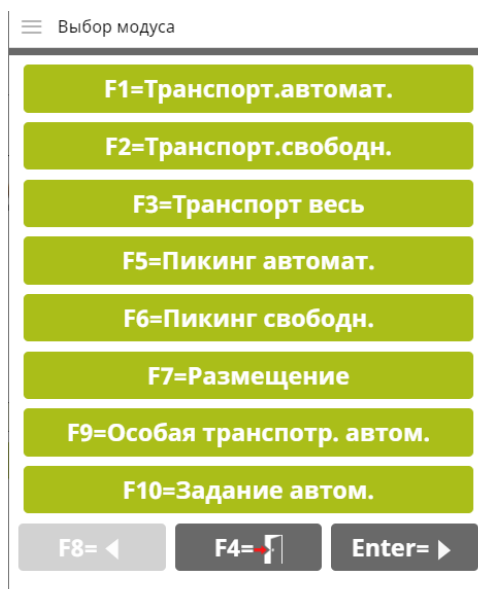 Выбор модуса
F1=Транспорт.автомат.
F2=Транспорт.свободн.
F3=Транспорт весь
F5=Пикинг автомат.
F6=Пикинг свободн.
F7=Размещение
F9=Особая транспотр. автом.
F10=Задание автом.
F8= F4= Enter=